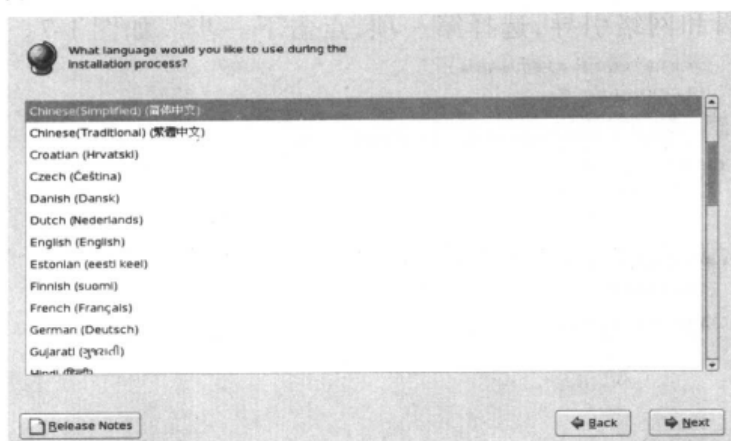 What language would you like to use during the
installation process?
Chinese(Simplified) (简体中文)
Chinese(Traditional) (繁體中文)
Croatian (Hrvatski)
Czech (Čeština)
Danish (Dansk)
Dutch (Nederlands)
English (English)
Estonian (eesti keel)
Finnish (suomi)
French (Français)
German (Deutsch)
Gujarati (ગુજરાતી)
Hindi (हिन्दी)
Release Notes
Back
Next